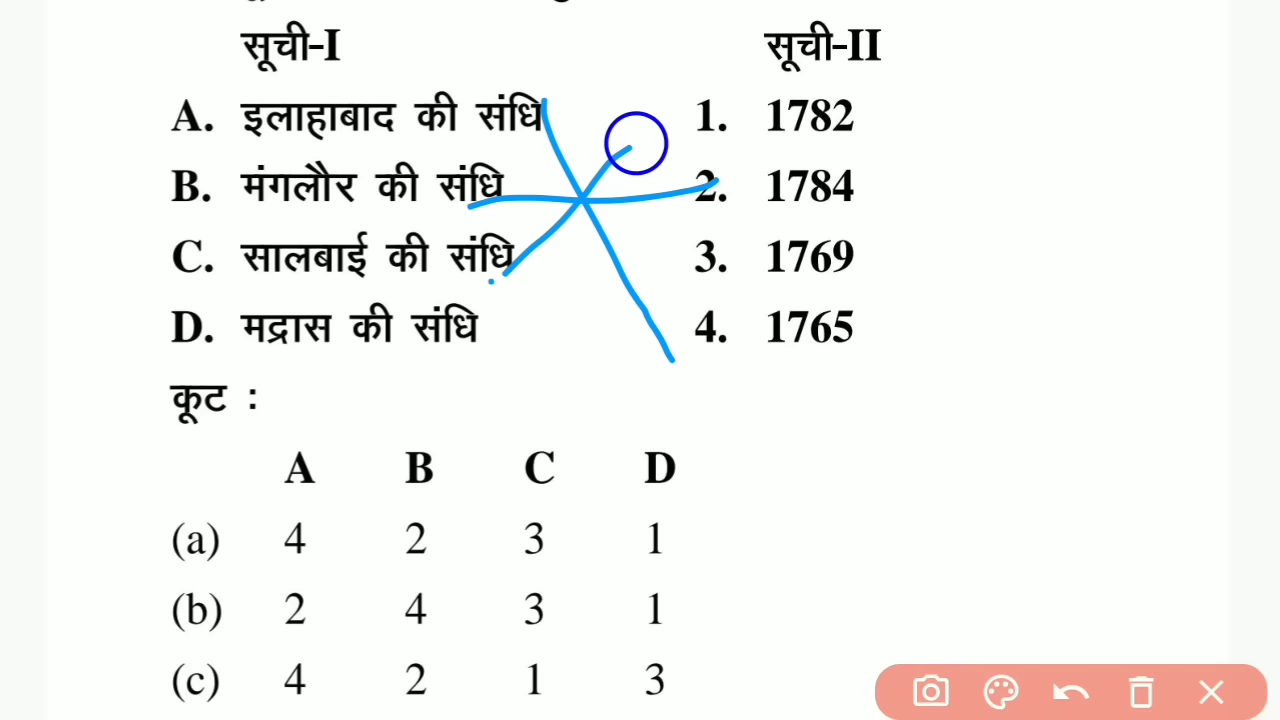 सूची-I सूची-II
A. इलाहाबाद की संधि 1. 1782
B. मंगलौर की संधि 2. 1784
C. सालबाई की संधि 3. 1769
D. मद्रास की संधि 4. 1765
कूट :
A B C D
(a) 4 2 3 1
(b) 2 4 3 1
(c) 4 2 1 3